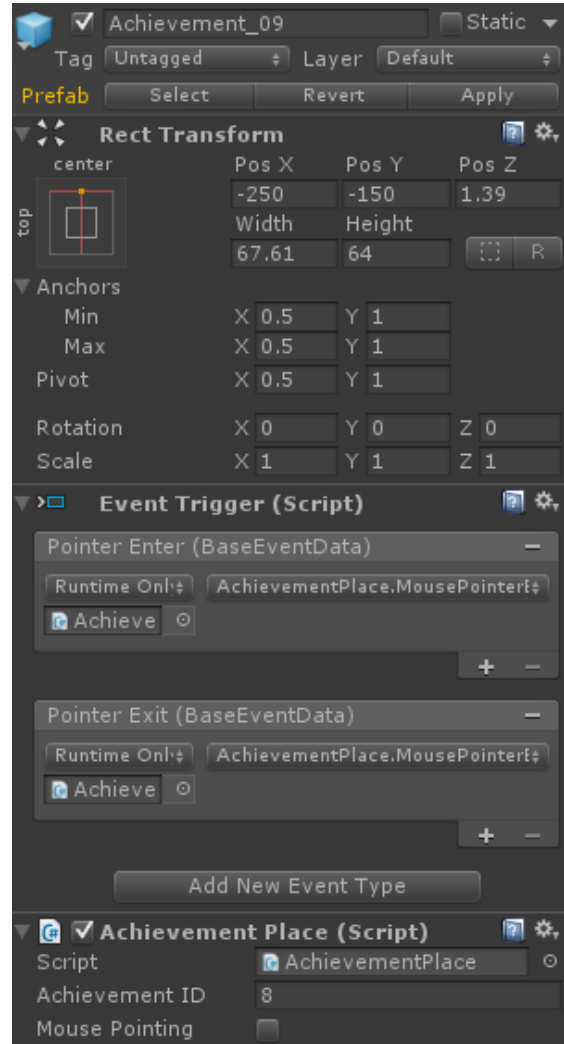 Achievement_09 Static
Tag Untagged Layer Default
Prefab Select Revert Apply
Rect Transform
center Pos X Pos Y Pos Z
-250 -150 1.39
top Width Height
67.61 64 R
Anchors
Min X 0.5 Y 1
Max X 0.5 Y 1
Pivot X 0.5 Y 1
Rotation X 0 Y 0 Z 0
Scale X 1 Y 1 Z 1
Event Trigger (Script)
Pointer Enter (BaseEventData)
Runtime Only AchievementPlace.MousePointerE
Achieve
+ −
Pointer Exit (BaseEventData)
Runtime Only AchievementPlace.MousePointerE
Achieve
+ −
Add New Event Type
C# Achievement Place (Script)
Script AchievementPlace
Achievement ID 8
Mouse Pointing